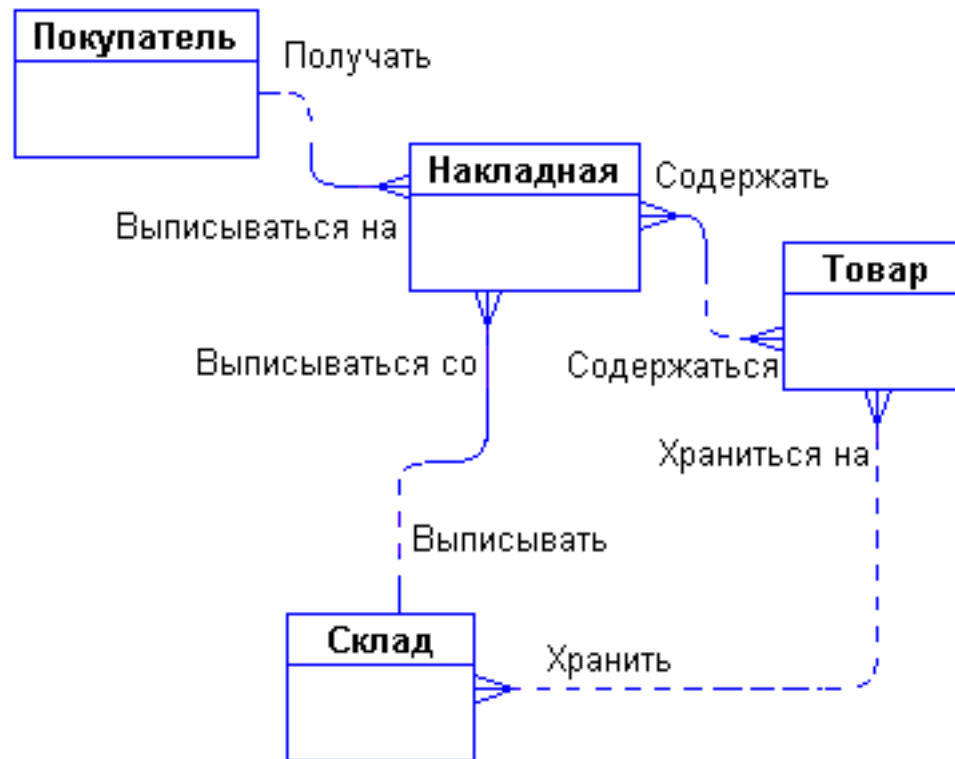 Покупатель
Получать
Накладная
Содержать
Выписываться на
Товар
Выписываться со
Содержаться
Храниться на
Выписывать
Склад
Хранить